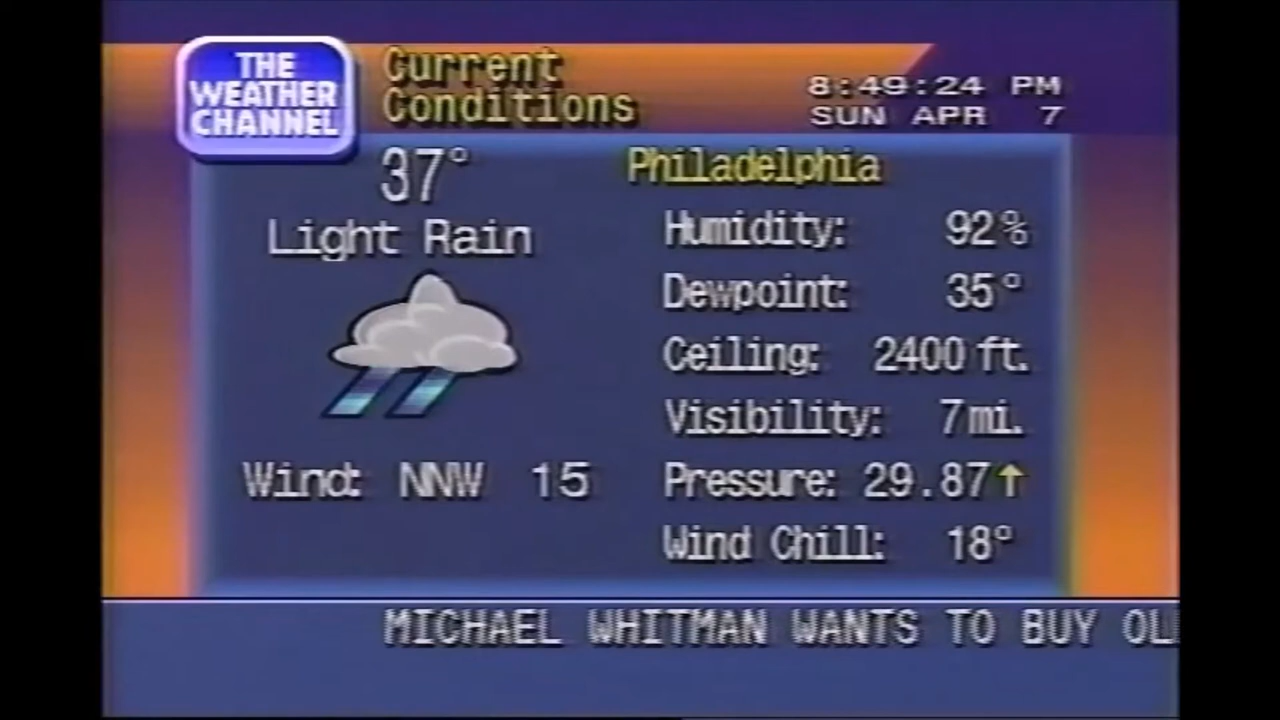 THE
WEATHER
CHANNEL
Current
Conditions
8:49:24 PM
SUN APR 7
37°
Light Rain
Wind: NNW 15
Philadelphia
Humidity: 92%
Dewpoint: 35°
Ceiling: 2400 ft.
Visibility: 7 mi.
Pressure: 29.87↑
Wind Chill: 18°
MICHAEL WHITMAN WANTS TO BUY